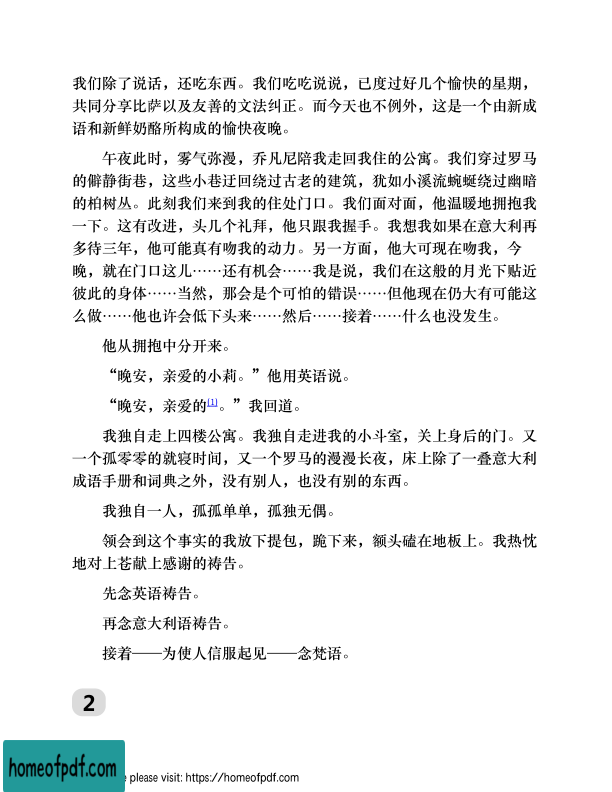 我们除了说话，还吃东西。我们吃吃说说，已度过好几个愉快的星期，
共同分享比萨以及友善的文法纠正。而今天也不例外，这是一个由新成
语和新鲜奶酪所构成的愉快夜晚。
午夜此时，雾气弥漫，乔凡尼陪我走回我住的公寓。我们穿过罗马
的僻静街巷，这些小巷迂回绕过古老的建筑，犹如小溪流蜿蜒绕过幽暗
的柏树丛。此刻我们来到我的住处门口。我们面对面，他温暖地拥抱我
一下。这有改进，头几个礼拜，他只跟我握手。我想我如果在意大利再
多待三年，他可能真有吻我的动力。另一方面，他大可现在吻我，今
晚，就在门口这儿……还有机会……我是说，我们在这般的月光下贴近
彼此的身体……当然，那会是个可怕的错误……但他现在仍大有可能这
么做……他也许会低下头来……然后……接着……什么也没发生。
他从拥抱中分开来。
“晚安，亲爱的小莉。”他用英语说。
“晚安，亲爱的[1]。”我回道。
我独自走上四楼公寓。我独自走进我的小斗室，关上身后的门。又
一个孤零零的就寝时间，又一个罗马的漫漫长夜，床上除了一叠意大利
成语手册和词典之外，没有别人，也没有别的东西。
我独自一人，孤孤单单，孤独无偶。
领会到这个事实的我放下提包，跪下来，额头磕在地板上。我热忱
地对上苍献上感谢的祷告。
先念英语祷告。
再念意大利语祷告。
接着——为使人信服起见——念梵语。
2
homeofpdf.com
e please visit: https://homeofpdf.com